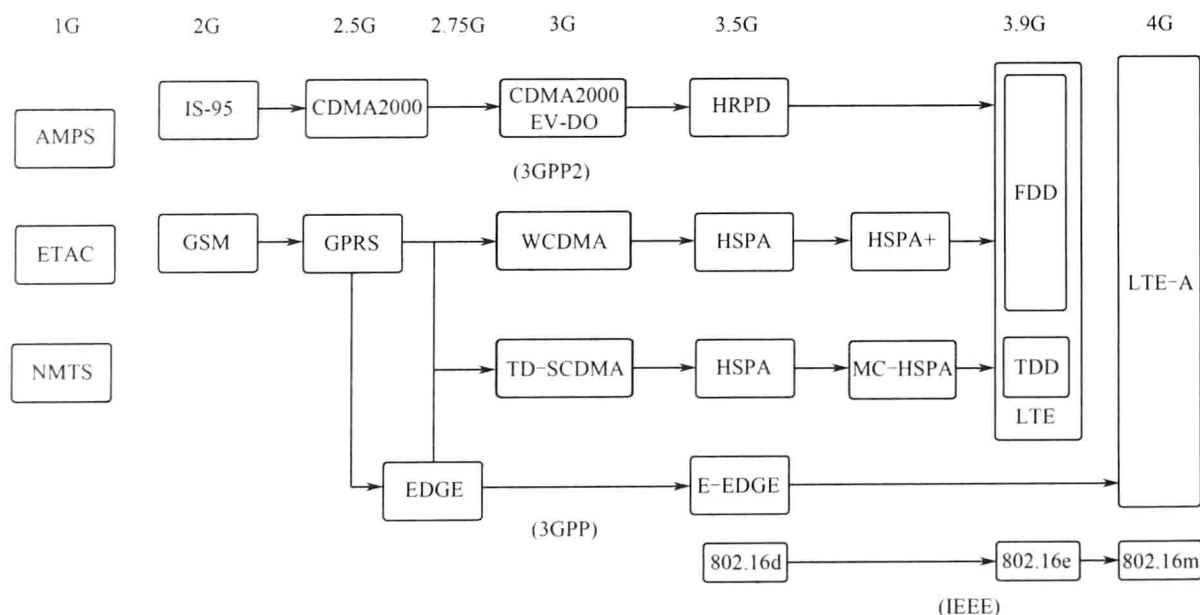 1G 2G 2.5G 2.75G 3G 3.5G 3.9G 4G
AMPS
ETAC
NMTS
IS-95 CDMA2000 CDMA2000 HRPD
EV-DO
(3GPP2)
FDD
GSM GPRS WCDMA HSPA HSPA+
LTE-A
TD-SCDMA HSPA MC-HSPA TDD
LTE
EDGE E-EDGE
(3GPP)
802.16d 802.16e 802.16m
(IEEE)